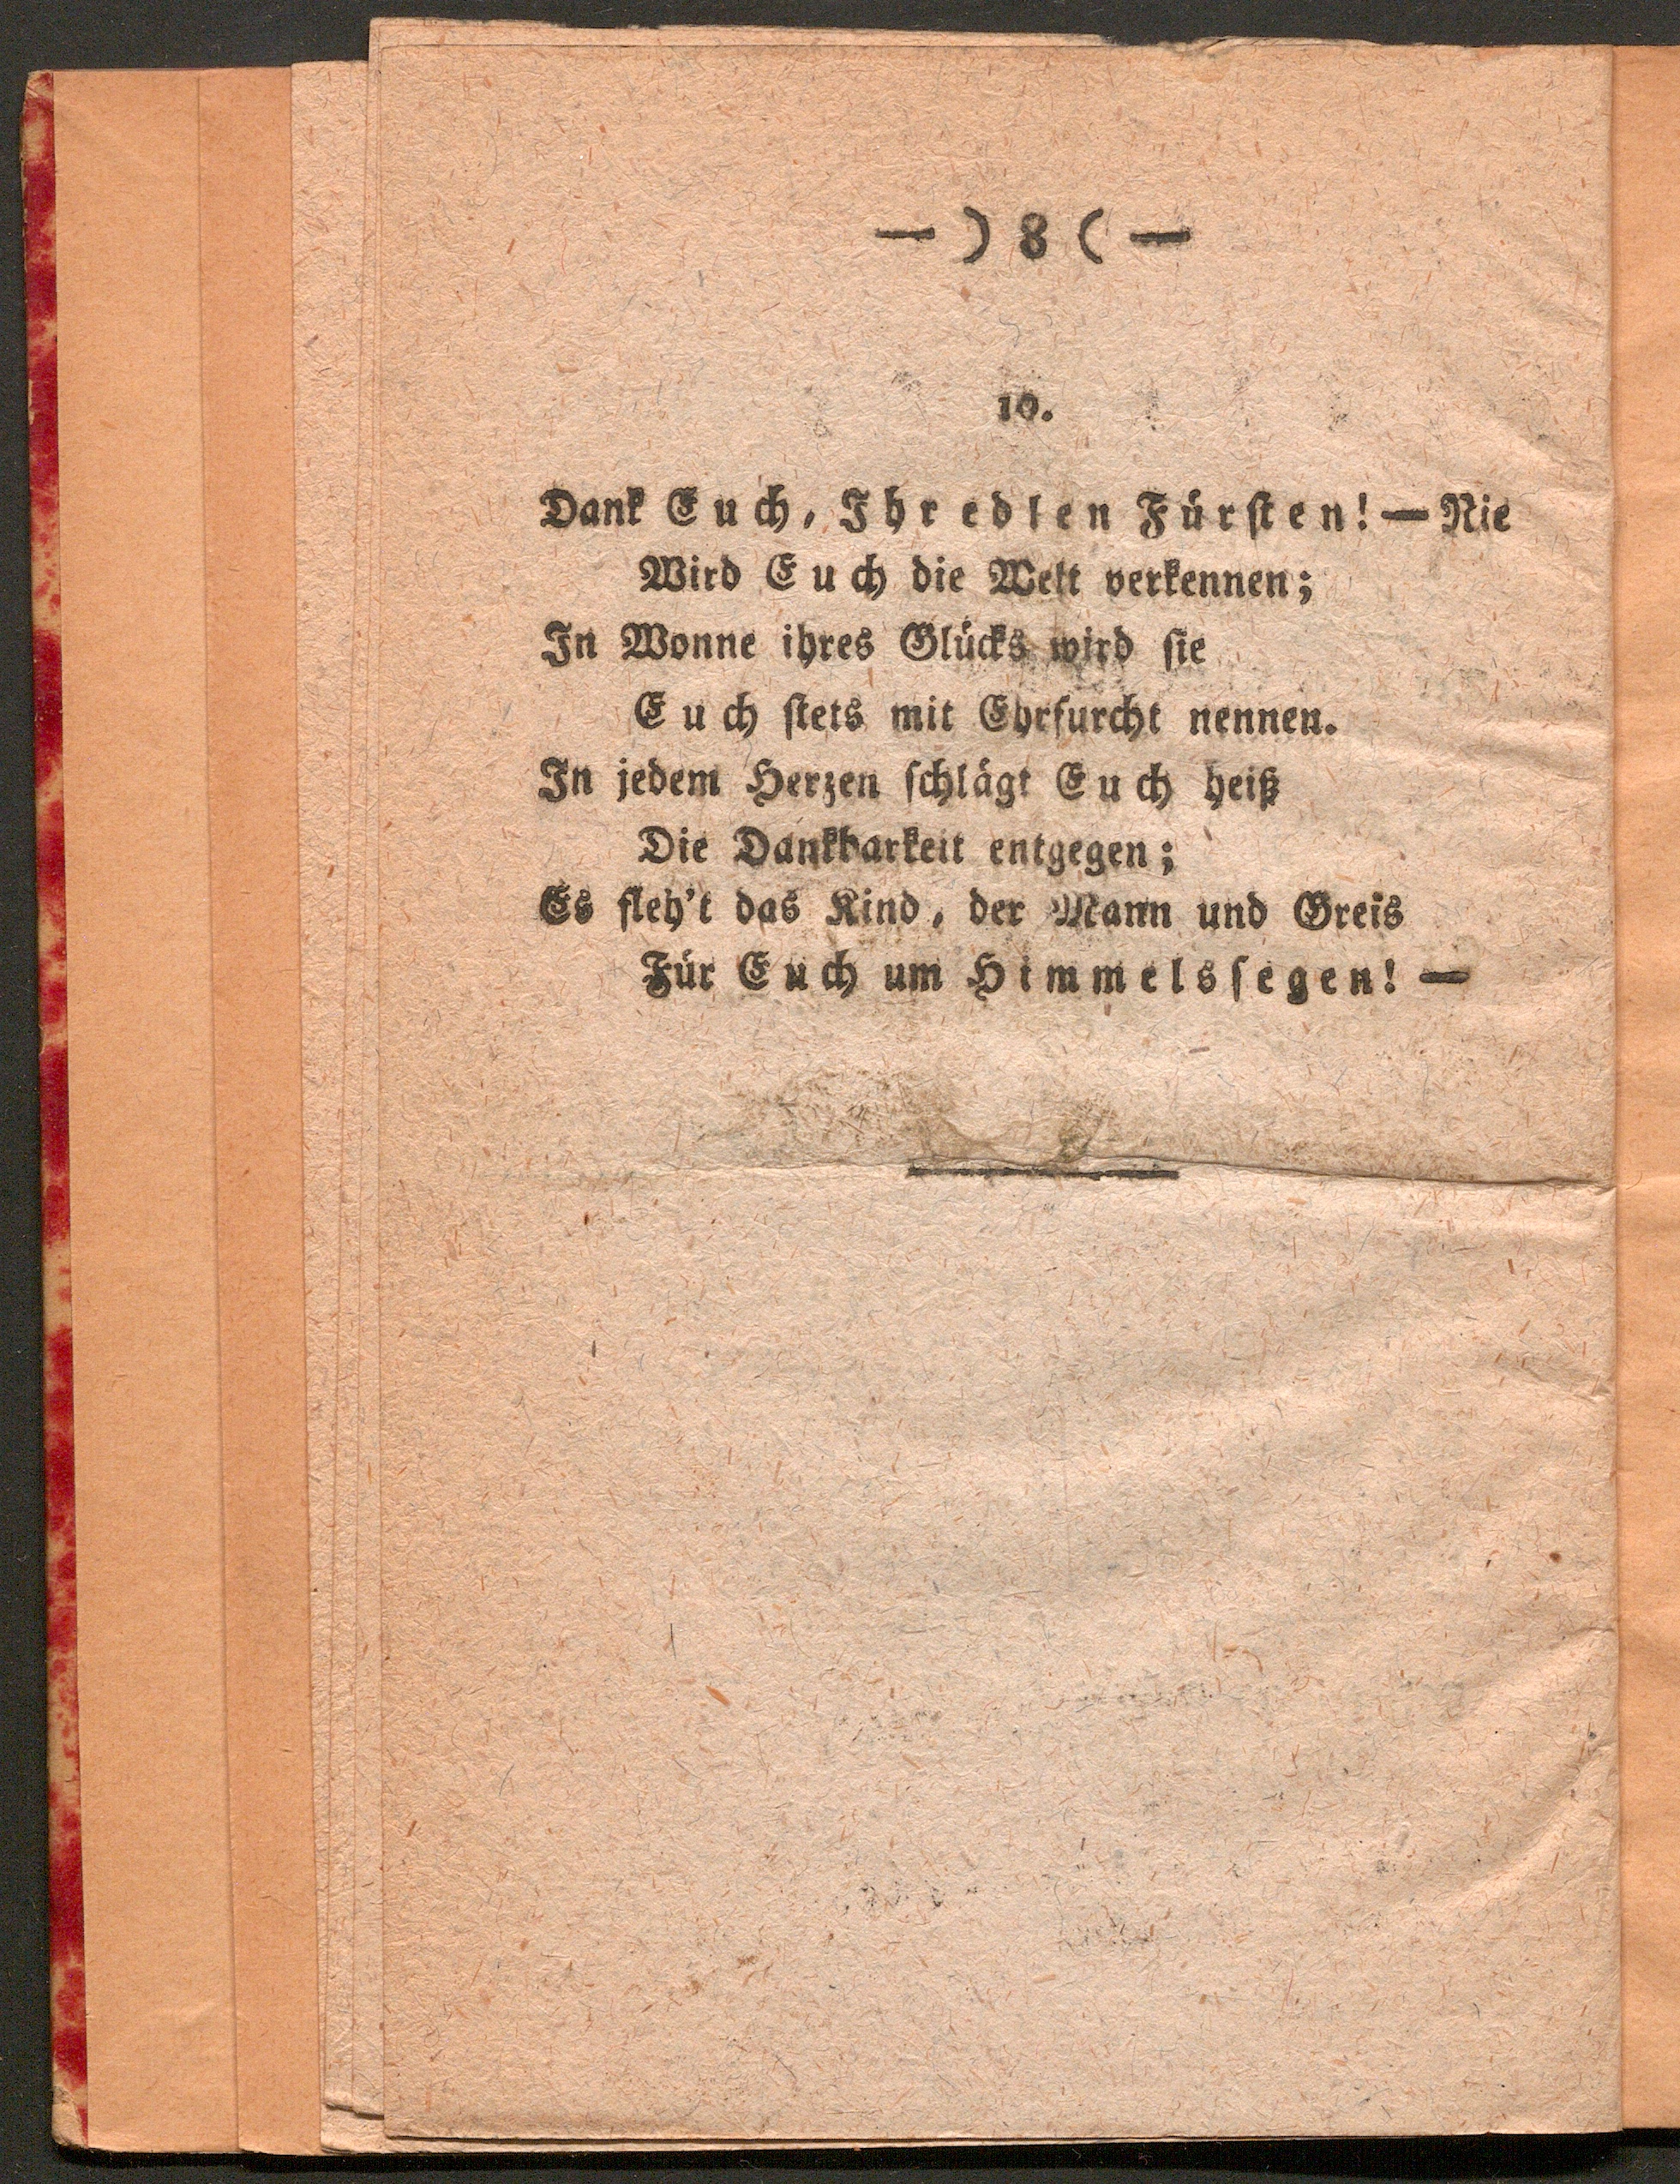 — ) 8 ( —
10.
Dank Euch, Ihr edlen Fürſten! — Nie
Wird Euch die Welt verkennen;
In Wonne ihres Glücks wird ſie
Euch ſtets mit Ehrfurcht nennen.
In jedem Herzen ſchlägt Euch heiß
Die Dankbarkeit entgegen;
Es fleh't das Kind, der Mann und Greis
Für Euch um Himmelsſegen! —